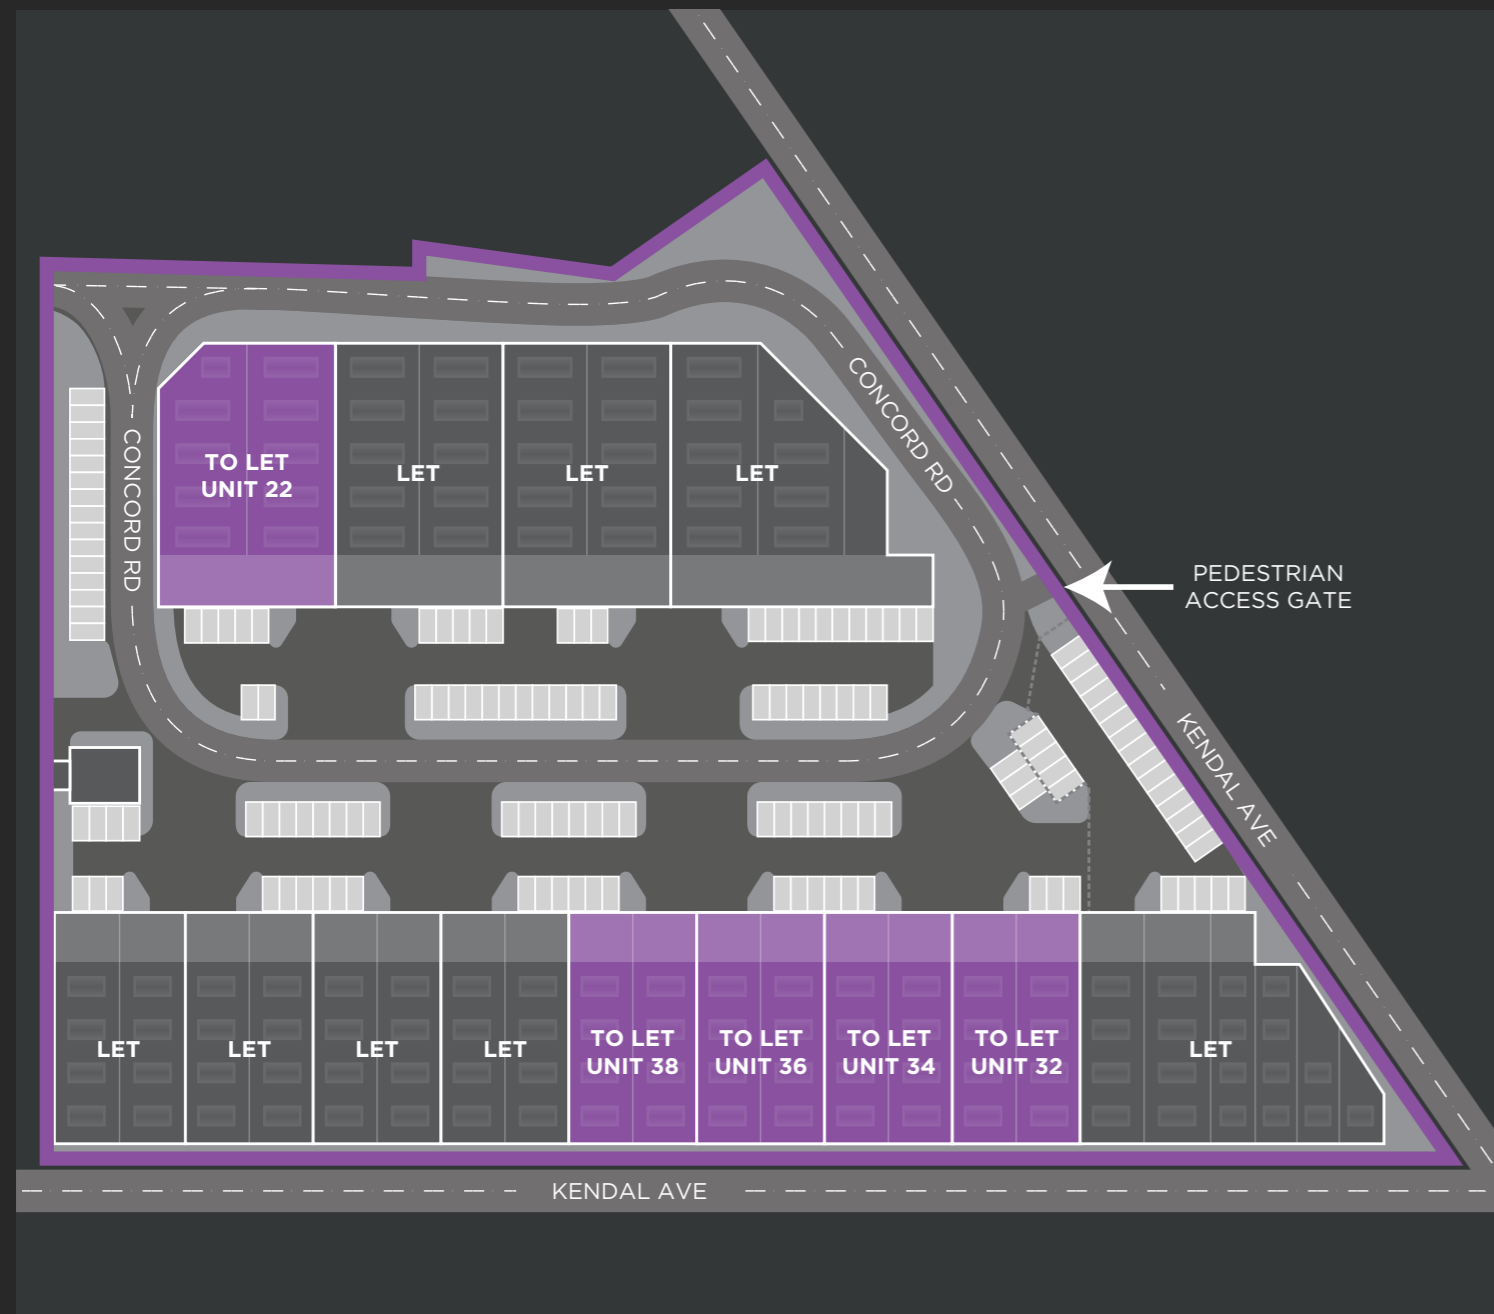 CONCORD RD
CONCORD RD
TO LET
UNIT 22
LET
LET
LET
PEDESTRIAN
ACCESS GATE
KENDAL AVE
LET
LET
LET
LET
TO LET
UNIT 38
TO LET
UNIT 36
TO LET
UNIT 34
TO LET
UNIT 32
LET
KENDAL AVE